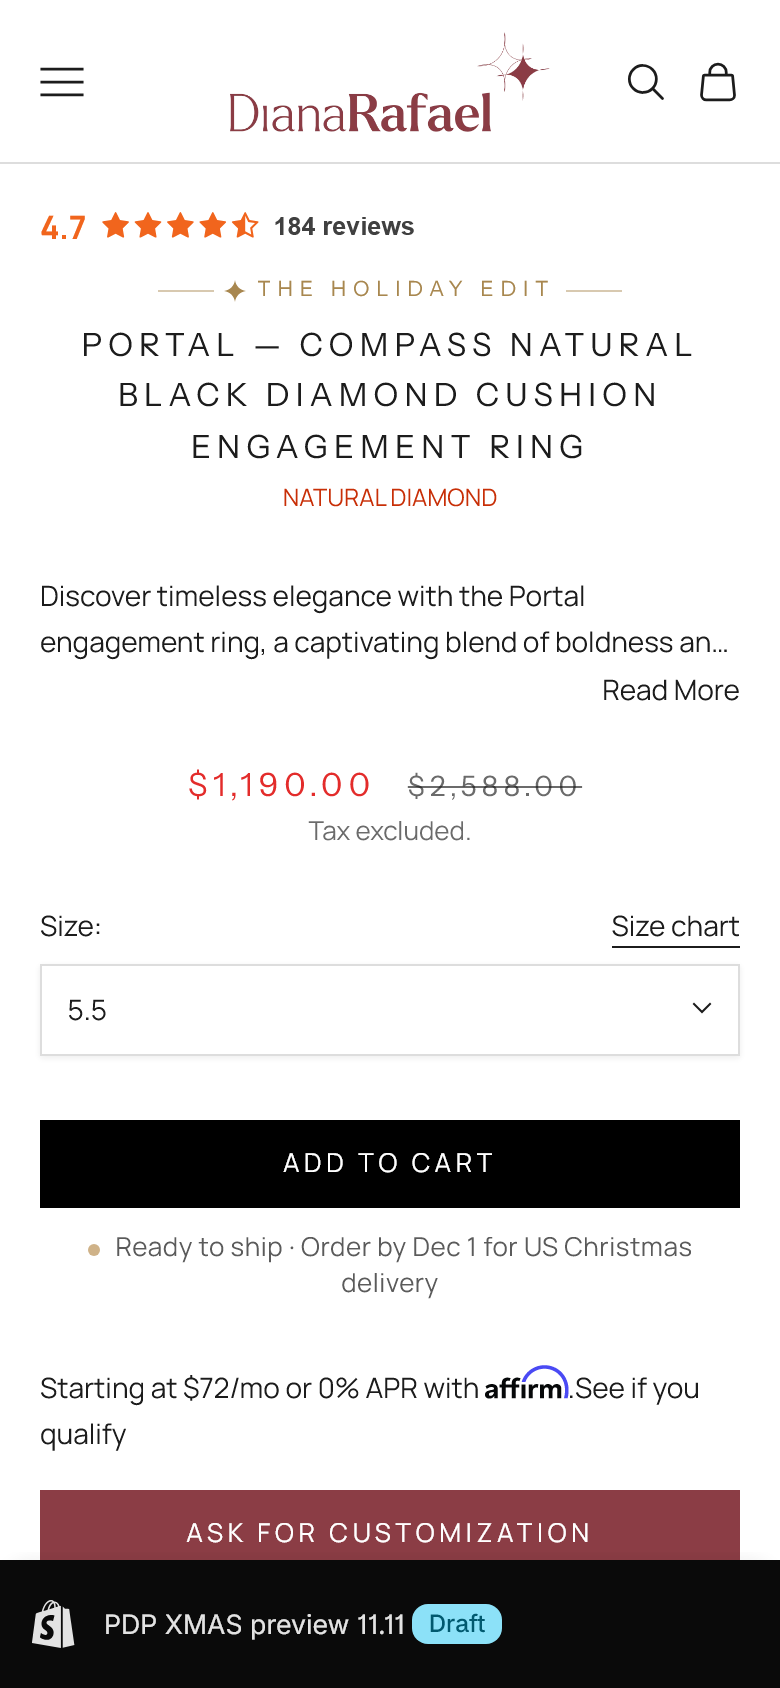 DianaRafael
4.7 184 reviews
THE HOLIDAY EDIT
PORTAL — COMPASS NATURAL
BLACK DIAMOND CUSHION
ENGAGEMENT RING
NATURAL DIAMOND
Discover timeless elegance with the Portal
engagement ring, a captivating blend of boldness an...
Read More
$1,190.00 $2,588.00
Tax excluded.
Size: Size chart
5.5
ADD TO CART
Ready to ship · Order by Dec 1 for US Christmas
delivery
Starting at $72/mo or 0% APR with affirm.See if you
qualify
ASK FOR CUSTOMIZATION
PDP XMAS preview 11.11 Draft